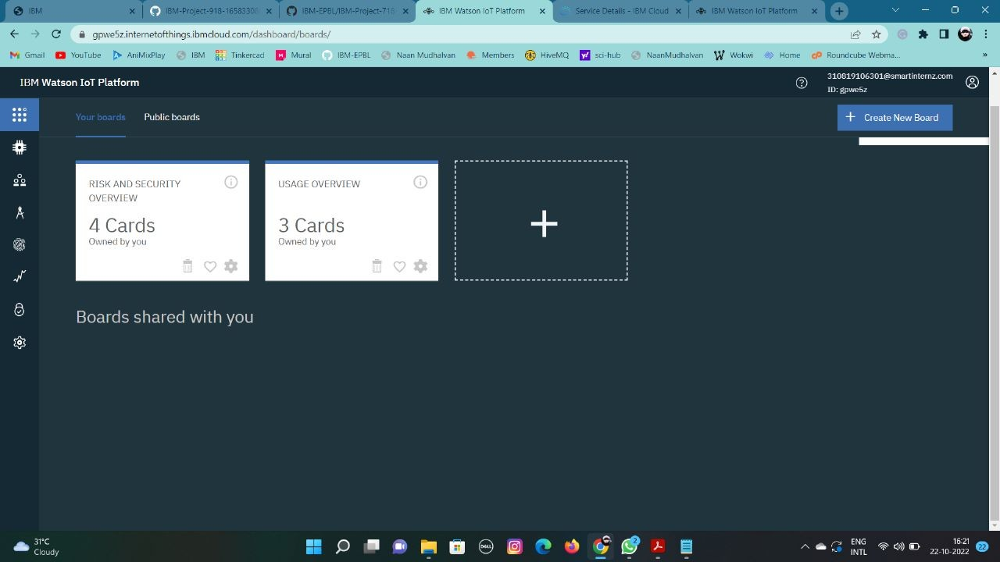 IBM
IBM-Project-918-16583308
IBM-EPBL/IBM-Project-718
IBM Watson IoT Platform
Service Details - IBM Cloud
IBM Watson IoT Platform
gpwe5z.internetofthings.ibmcloud.com/dashboard/boards/
Gmail
YouTube
AniMixPlay
IBM
Tinkercad
Mural
IBM-EPBL
Naan Mudhalvan
Members
HiveMQ
sci-hub
NaanMudhalvan
Wokwi
Home
Roundcube Webma...
»
IBM Watson IoT Platform
310819106301@smartinternz.com
ID: gpwe5z
Your boards
Public boards
Create New Board
RISK AND SECURITY
OVERVIEW
4 Cards
Owned by you
USAGE OVERVIEW
3 Cards
Owned by you
Boards shared with you
31°C
Cloudy
DELL
2
ENG
INTL
16:21
22-10-2022
22